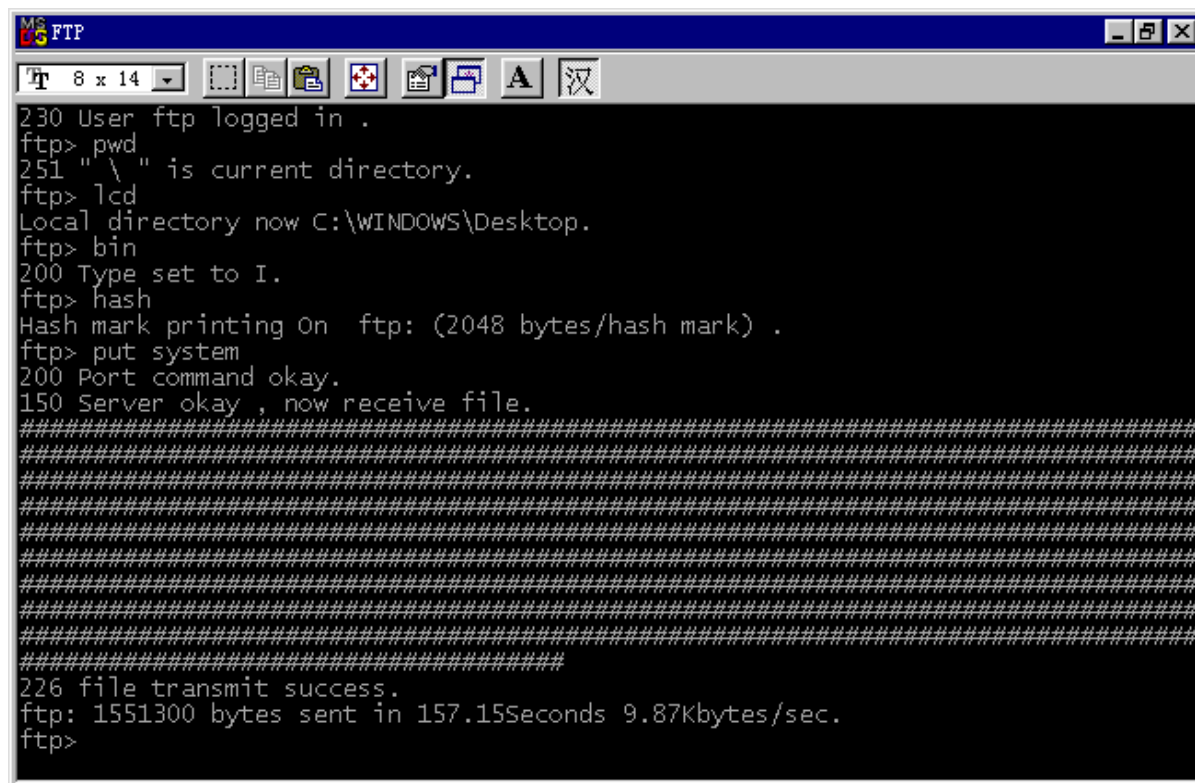 MS DOS FTP
Tr 8 x 14 A 汉
230 User ftp logged in .
ftp> pwd
251 " \ " is current directory.
ftp> lcd
Local directory now C:\WINDOWS\Desktop.
ftp> bin
200 Type set to I.
ftp> hash
Hash mark printing On  ftp: (2048 bytes/hash mark) .
ftp> put system
200 Port command okay.
150 Server okay , now receive file.
################################################################################
################################################################################
################################################################################
################################################################################
################################################################################
################################################################################
################################################################################
################################################################################
################################################################################
#####################################
226 file transmit success.
ftp: 1551300 bytes sent in 157.15Seconds 9.87Kbytes/sec.
ftp>